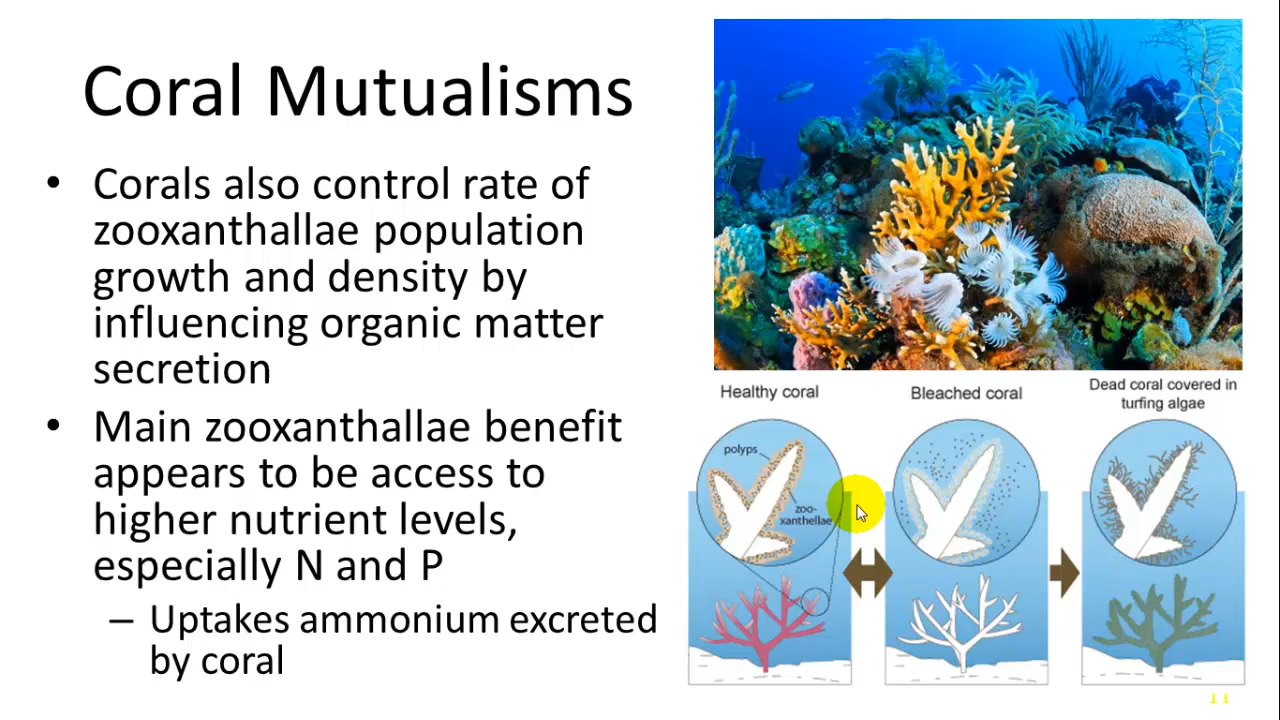 Coral Mutualisms
• Corals also control rate of
zooxanthallae population
growth and density by
influencing organic matter
secretion
• Main zooxanthallae benefit
appears to be access to
higher nutrient levels,
especially N and P
– Uptakes ammonium excreted
by coral
Healthy coral
polyps
zoo-
xanthellae
Bleached coral
Dead coral covered in
turfing algae
11